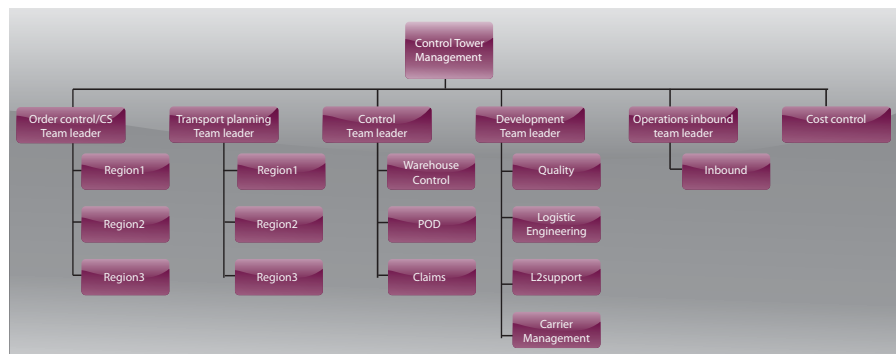 Control Tower
Management
Order control/CS
Team leader
Transport planning
Team leader
Control
Team leader
Development
Team leader
Operations inbound
team leader
Cost control
Region1
Region1
Warehouse
Control
Quality
Inbound
Region2
Region2
POD
Logistic
Engineering
Region3
Region3
Claims
L2support
Carrier
Management